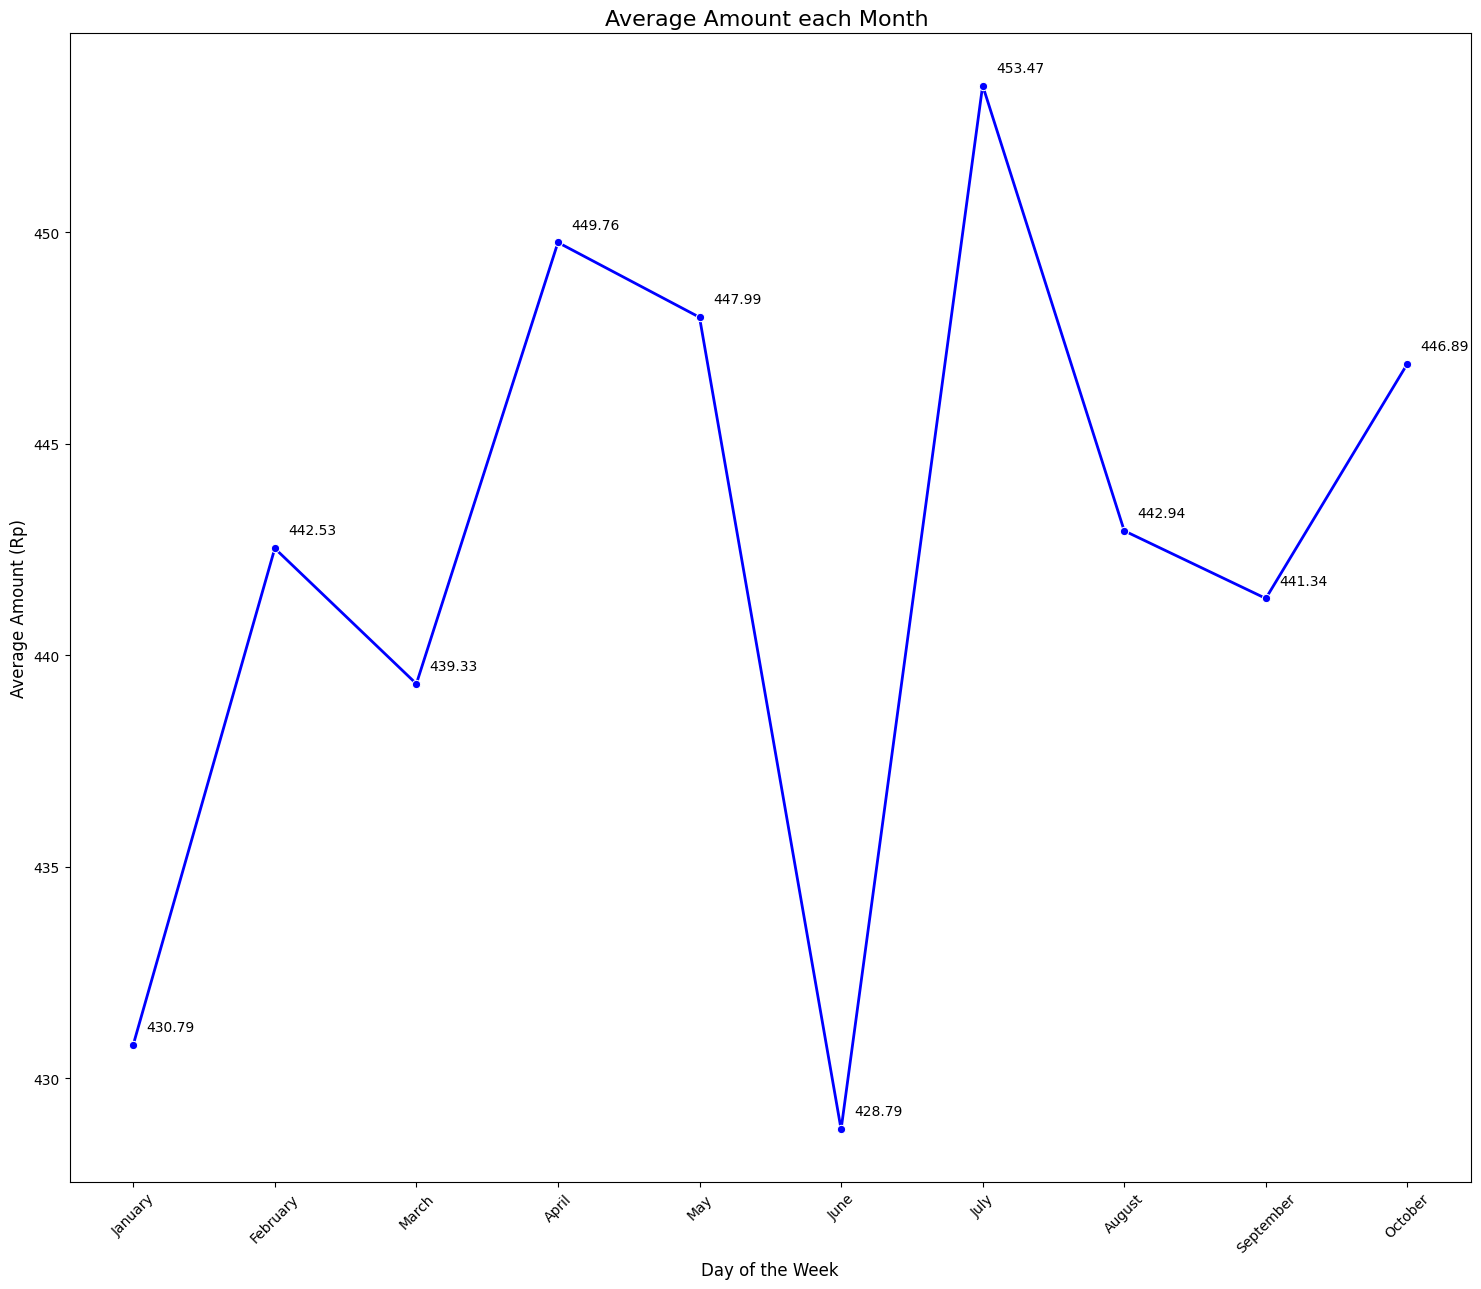 Average Amount each Month
Average Amount (Rp)
450
445
440
435
430
430.79
442.53
439.33
449.76
447.99
428.79
453.47
442.94
441.34
446.89
January
February
March
April
May
June
July
August
September
October
Day of the Week